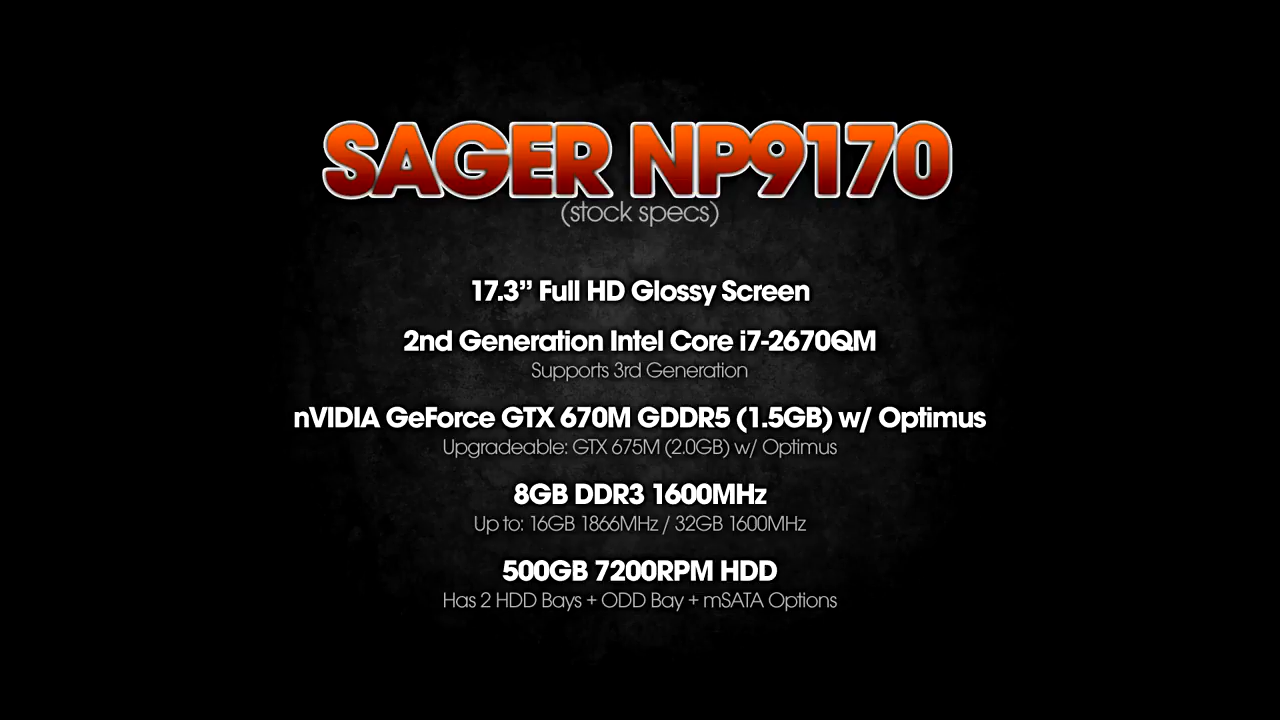 SAGER NP9170
(stock specs)
17.3” Full HD Glossy Screen
2nd Generation Intel Core i7-2670QM
Supports 3rd Generation
nVIDIA GeForce GTX 670M GDDR5 (1.5GB) w/ Optimus
Upgradeable: GTX 675M (2.0GB) w/ Optimus
8GB DDR3 1600MHz
Up to: 16GB 1866MHz / 32GB 1600MHz
500GB 7200RPM HDD
Has 2 HDD Bays + ODD Bay + mSATA Options